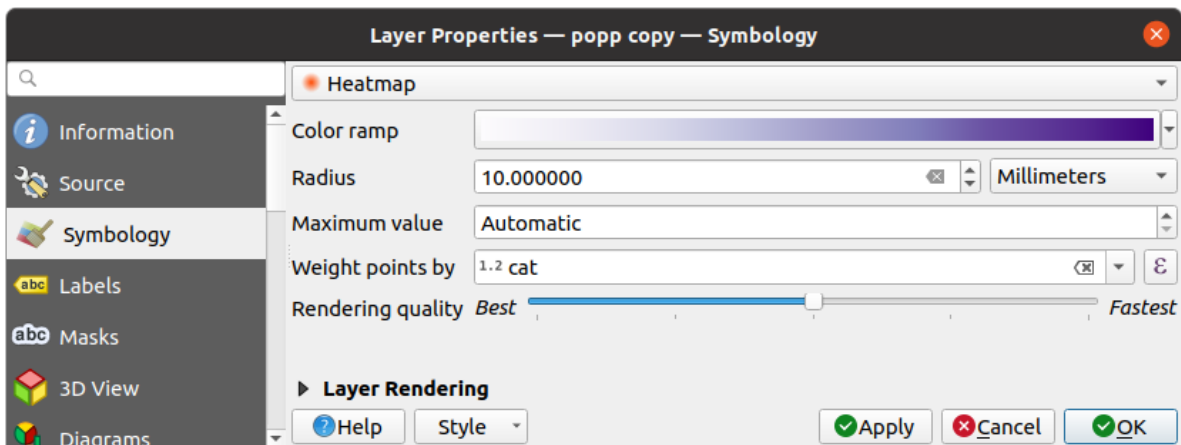 Layer Properties — popp copy — Symbology
Heatmap
Information
Color ramp
Source
Radius 10.000000 Millimeters
Symbology
Maximum value Automatic
Weight points by 1.2 cat ε
abc Labels
Rendering quality Best Fastest
abc Masks
3D View
Layer Rendering
Help Style Apply Cancel OK
Diagrams